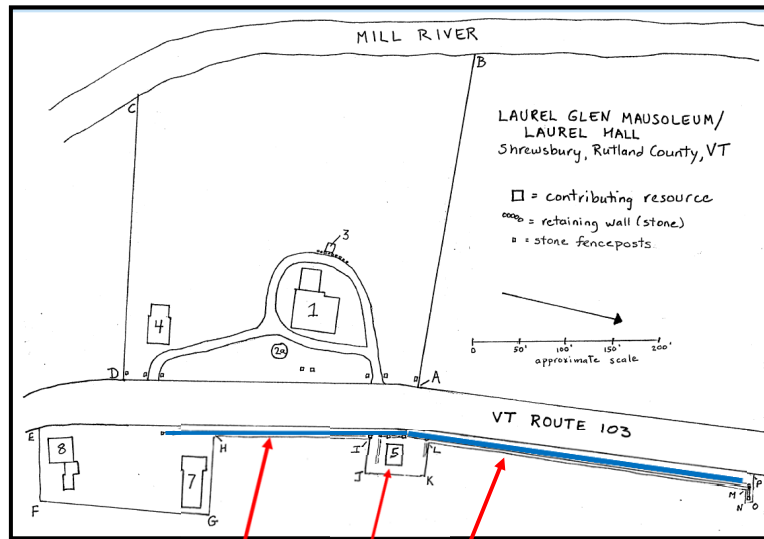 MILL RIVER
B
C
LAUREL GLEN MAUSOLEUM/
LAUREL HALL
Shrewsbury, Rutland County, VT
= contributing resource
= retaining wall (stone)
= stone fenceposts
3
1
4
2a
0 50' 100' 150' 200'
approximate scale
D
A
VT ROUTE 103
E
H
I
L
8
7
5
J
K
F
G
M
N
O
P